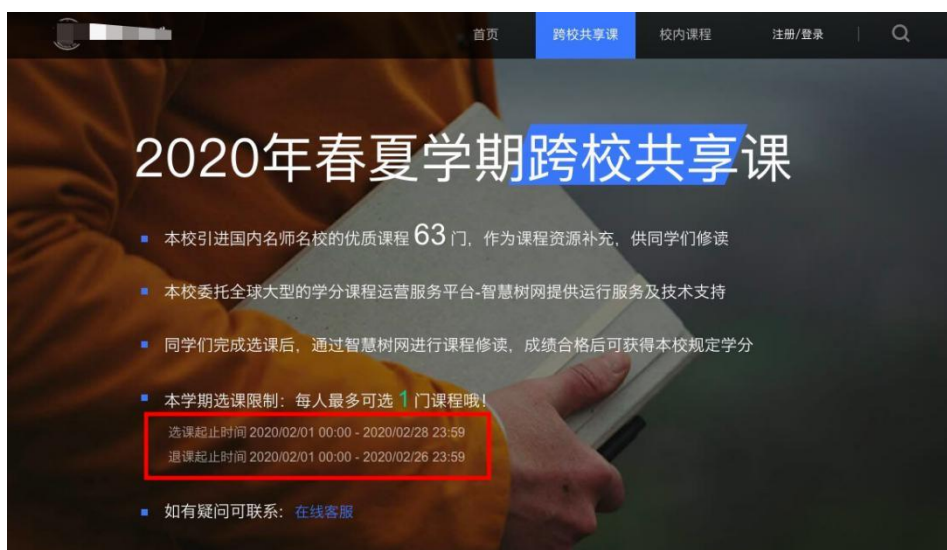 首页 跨校共享课 校内课程 注册/登录
2020年春夏学期跨校共享课
本校引进国内名师名校的优质课程 63 门，作为课程资源补充，供同学们修读
本校委托全球大型的学分课程运营服务平台-智慧树网提供运行服务及技术支持
同学们完成选课后，通过智慧树网进行课程修读，成绩合格后可获得本校规定学分
本学期选课限制：每人最多可选 1 门课程哦！
选课起止时间 2020/02/01 00:00 - 2020/02/28 23:59
退课起止时间 2020/02/01 00:00 - 2020/02/26 23:59
如有疑问可联系：在线客服